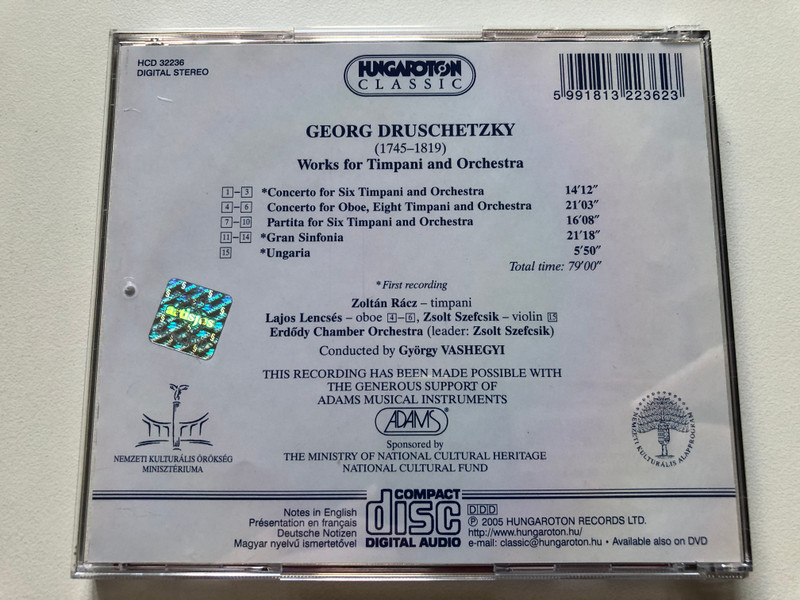 HCD 32236
DIGITAL STEREO
HUNGAROTON
CLASSIC
5 991813 223623
GEORG DRUSCHETZKY
(1745–1819)
Works for Timpani and Orchestra
1–3 *Concerto for Six Timpani and Orchestra 14’12”
4–6 Concerto for Oboe, Eight Timpani and Orchestra 21’03”
7–10 Partita for Six Timpani and Orchestra 16’08”
11–14 *Gran Sinfonia 21’18”
15 *Ungaria 5’50”
Total time: 79’00”
* First recording
Zoltán Rácz – timpani
Lajos Lencsés – oboe 4–6, Zsolt Szefcsik – violin 15
Erdődy Chamber Orchestra (leader: Zsolt Szefcsik)
Conducted by György VASHEGYI
THIS RECORDING HAS BEEN MADE POSSIBLE WITH
THE GENEROUS SUPPORT OF
ADAMS MUSICAL INSTRUMENTS
ADAMS®
Sponsored by
THE MINISTRY OF NATIONAL CULTURAL HERITAGE
NATIONAL CULTURAL FUND
artisjus
NEMZETI KULTURÁLIS ÖRÖKSÉG
MINISZTÉRIUMA
NEMZETI KULTURÁLIS ALAPPROGRAM
Notes in English
Présentation en français
Deutsche Notizen
Magyar nyelvű ismertetővel
COMPACT
disc
DIGITAL AUDIO
DDD
℗ 2005 HUNGAROTON RECORDS LTD.
http://www.hungaroton.hu/
e-mail: classic@hungaroton.hu • Available also on DVD